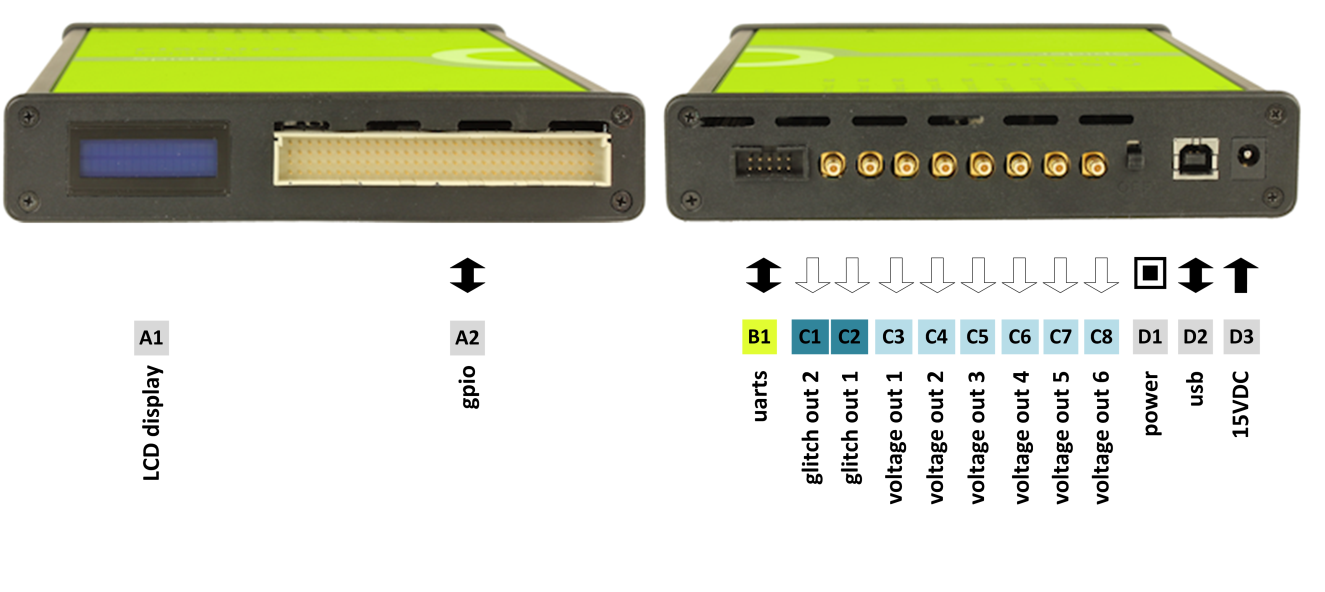 A1
LCD display
A2
gpio
B1
uarts
C1
glitch out 2
C2
glitch out 1
C3
voltage out 1
C4
voltage out 2
C5
voltage out 3
C6
voltage out 4
C7
voltage out 5
C8
voltage out 6
D1
power
D2
usb
D3
15VDC